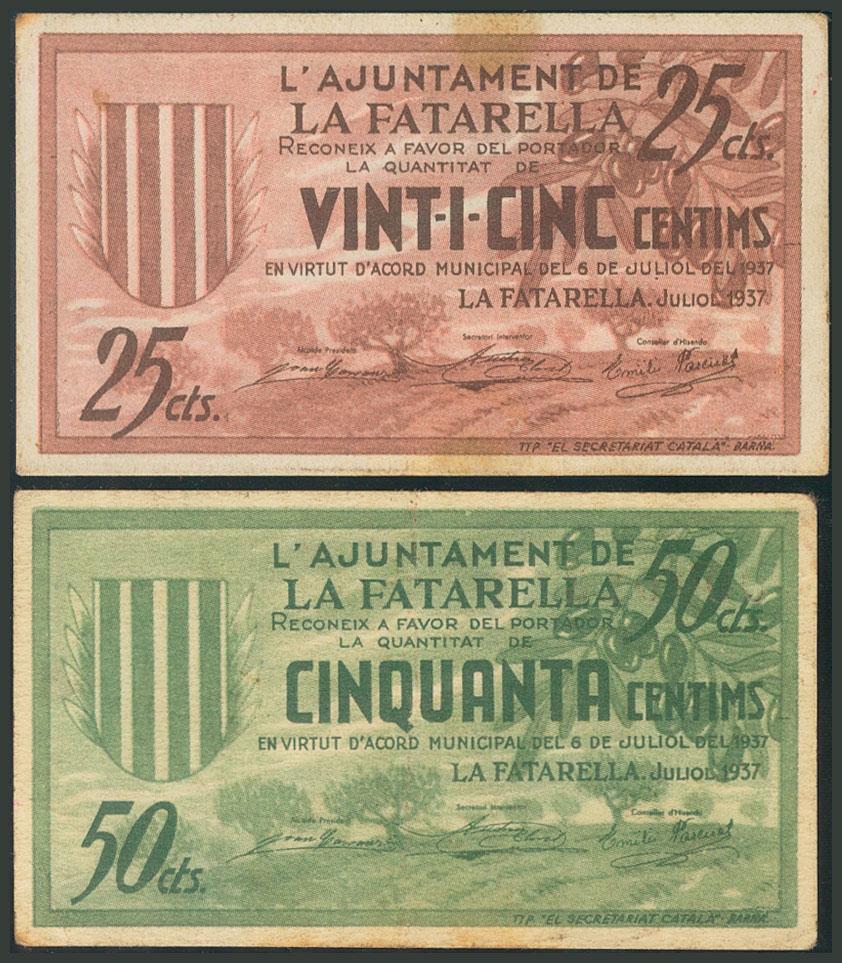 L'AJUNTAMENT DE
LA FATARELLA
25 cts.
RECONEIX A FAVOR DEL PORTADOR
LA QUANTITAT DE
VINT-I-CINC CENTIMS
EN VIRTUT D'ACORD MUNICIPAL DEL 6 DE JULIOL DEL 1937
LA FATARELLA. JULIOL 1937
Alcalde President
Secretari Interventor
Conseller d'Hisenda
Emili Pascual
25 cts.
TIP. "EL SECRETARIAT CATALÀ"- BARNA.
L'AJUNTAMENT DE
LA FATARELLA
50 cts.
RECONEIX A FAVOR DEL PORTADOR
LA QUANTITAT DE
CINQUANTA CENTIMS
EN VIRTUT D'ACORD MUNICIPAL DEL 6 DE JULIOL DEL 1937
LA FATARELLA. JULIOL 1937
Alcalde President
Secretari Interventor
Conseller d'Hisenda
Emili Pascual
50 cts.
TIP. "EL SECRETARIAT CATALÀ"- BARNA.